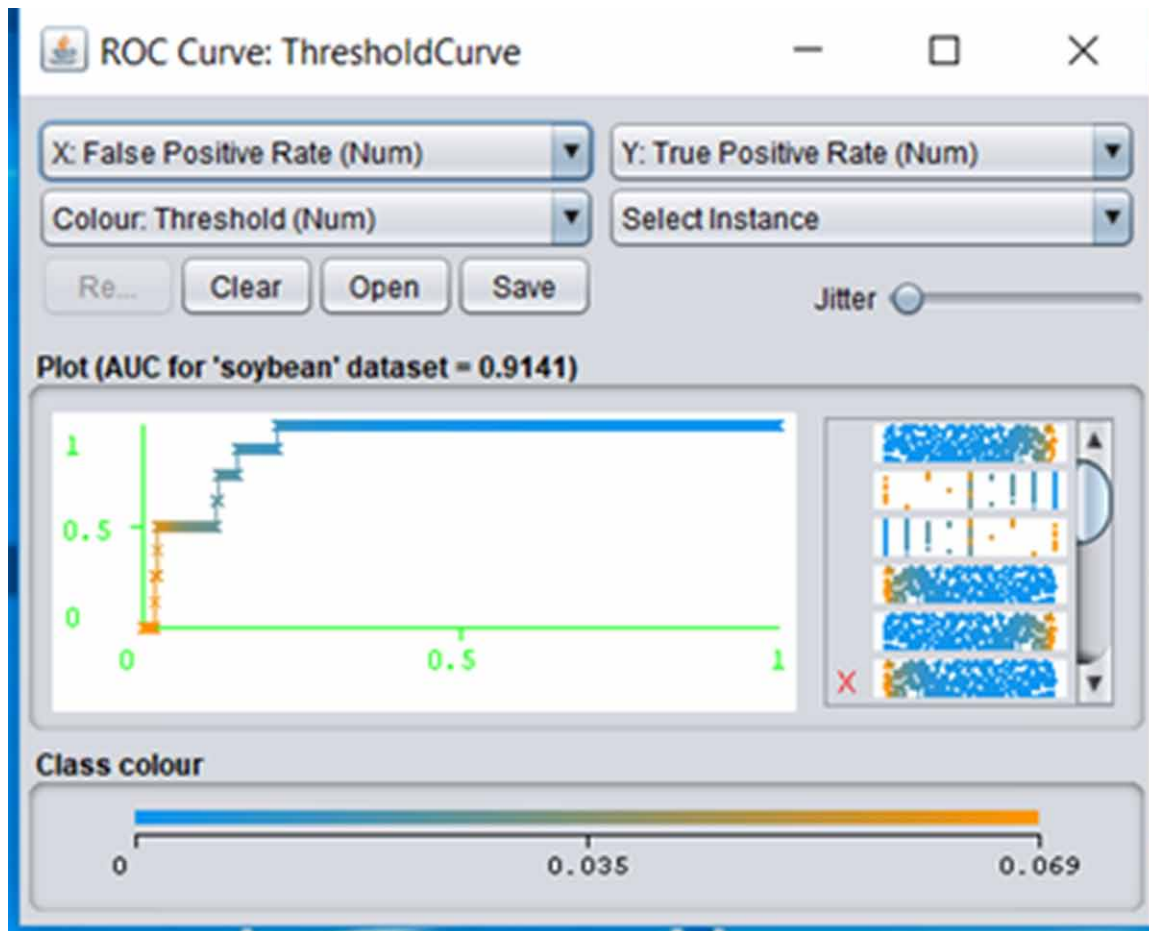 ROC Curve: ThresholdCurve
X: False Positive Rate (Num)
Y: True Positive Rate (Num)
Colour: Threshold (Num)
Select Instance
Re...
Clear
Open
Save
Jitter
Plot (AUC for 'soybean' dataset = 0.9141)
1
0.5
0
0
0.5
1
X
Class colour
0
0.035
0.069